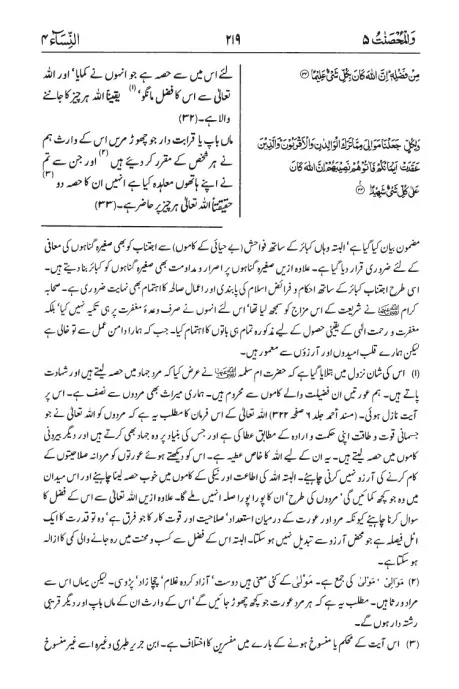 وَالْمُحْصَنٰتُ ۵
۲۱۹
النِّسَآء ۴
مِنْ فَضْلِهٖ ؕ اِنَّ اللّٰهَ كَانَ بِكُلِّ شَیْءٍ عَلِیْمًا ۝۳۲
وَلِكُلٍّ جَعَلْنَا مَوَالِیَ مِمَّا تَرَكَ الْوَالِدٰنِ وَالْاَقْرَبُوْنَ ؕ وَالَّذِیْنَ
عَقَدَتْ اَیْمَانُكُمْ فَاٰتُوْهُمْ نَصِیْبَهُمْ ؕ اِنَّ اللّٰهَ كَانَ
عَلٰی كُلِّ شَیْءٍ شَهِیْدًا ۝۳۳
لئے اس میں سے حصہ ہے جو انہوں نے کمایا، اور اللہ
تعالیٰ سے اس کا فضل مانگو، (۱) یقیناً اللہ ہر چیز کا جاننے
والا ہے۔ (۳۲)
ماں باپ یا قرابت دار جو چھوڑ مریں اس کے وارث ہم
نے ہر شخص کے مقرر کر دیئے ہیں (۲) اور جن سے تم
نے اپنے ہاتھوں معاہدہ کیا ہے انہیں ان کا حصہ دو (۳)
حقیقتاً اللہ تعالیٰ ہر چیز پر حاضر ہے۔ (۳۳)
مضمون بیان کیا گیا ہے، البتہ وہاں کبائر کے ساتھ فواحش (بے حیائی کے کاموں) سے اجتناب کو بھی صغیرہ گناہوں کی معافی
کے لئے ضروری قرار دیا گیا ہے۔ علاوہ ازیں صغیرہ گناہوں پر اصرار و مداومت بھی صغیرہ گناہوں کو کبائر بنا دیتی ہے۔
اسی طرح اجتناب کبائر کے ساتھ احکام و فرائض اسلام کی پابندی اور اعمال صالحہ کا اہتمام بھی نہایت ضروری ہے۔ صحابہ
کرام رضی اللہ عنہم نے شریعت کے اس مزاج کو سمجھ لیا تھا، اس لئے انہوں نے صرف وعدۂ مغفرت پر ہی تکیہ نہیں کیا، بلکہ
مغفرت و رحمت الٰہی کے یقینی حصول کے لیے مذکورہ تمام ہی باتوں کا اہتمام کیا۔ جب کہ ہمارا دامن عمل سے تو خالی ہے
لیکن ہمارے قلب امیدوں اور آرزؤں سے معمور ہیں۔
(۱) اس کی شان نزول میں بتلایا گیا ہے کہ حضرت ام سلمہ رضی اللہ عنہا نے عرض کیا کہ مرد جہاد میں حصہ لیتے ہیں اور شہادت
پاتے ہیں۔ ہم عورتیں ان فضیلت والے کاموں سے محروم ہیں۔ ہماری میراث بھی مردوں سے نصف ہے۔ اس پر
آیت نازل ہوئی۔ (مسند أحمد جلد ۶ صفحہ ۳۲۲) اللہ تعالیٰ کے اس فرمان کا مطلب یہ ہے کہ مردوں کو اللہ تعالیٰ نے جو
جسمانی قوت و طاقت اپنی حکمت و ارادہ کے مطابق عطا کی ہے اور جس کی بنیاد پر وہ جہاد بھی کرتے ہیں اور دیگر بیرونی
کاموں میں حصہ لیتے ہیں۔ یہ ان کے لیے اللہ کا خاص عطیہ ہے۔ اس کو دیکھتے ہوئے عورتوں کو مردانہ صلاحیتوں کے
کام کرنے کی آرزو نہیں کرنی چاہیئے۔ البتہ اللہ کی اطاعت اور نیکی کے کاموں میں خوب حصہ لینا چاہیئے اور اس میدان
میں وہ جو کچھ کمائیں گی، مردوں کی طرح، ان کا پورا پورا صلہ انہیں ملے گا۔ علاوہ ازیں اللہ تعالیٰ سے اس کے فضل کا
سوال کرنا چاہیئے کیونکہ مرد اور عورت کے درمیان استعداد، صلاحیت اور قوت کار کا جو فرق ہے، وہ تو قدرت کا ایک
اٹل فیصلہ ہے جو محض آرزو سے تبدیل نہیں ہو سکتا۔ البتہ اس کے فضل سے کسب و محنت میں رہ جانے والی کمی کا ازالہ
ہو سکتا ہے۔
(۲) مَوَالِیَ، مَوْلٰی کی جمع ہے۔ مَوْلٰی کے کئی معنی ہیں دوست، آزاد کردہ غلام، چچا زاد، پڑوسی۔ لیکن یہاں اس سے
مراد ورثا ہیں۔ مطلب یہ ہے کہ ہر مرد عورت جو کچھ چھوڑ جائیں گے، اس کے وارث ان کے ماں باپ اور دیگر قریبی
رشتہ دار ہوں گے۔
(۳) اس آیت کے محکم یا منسوخ ہونے کے بارے میں مفسرین کا اختلاف ہے۔ ابن جریر طبری وغیرہ اسے غیر منسوخ